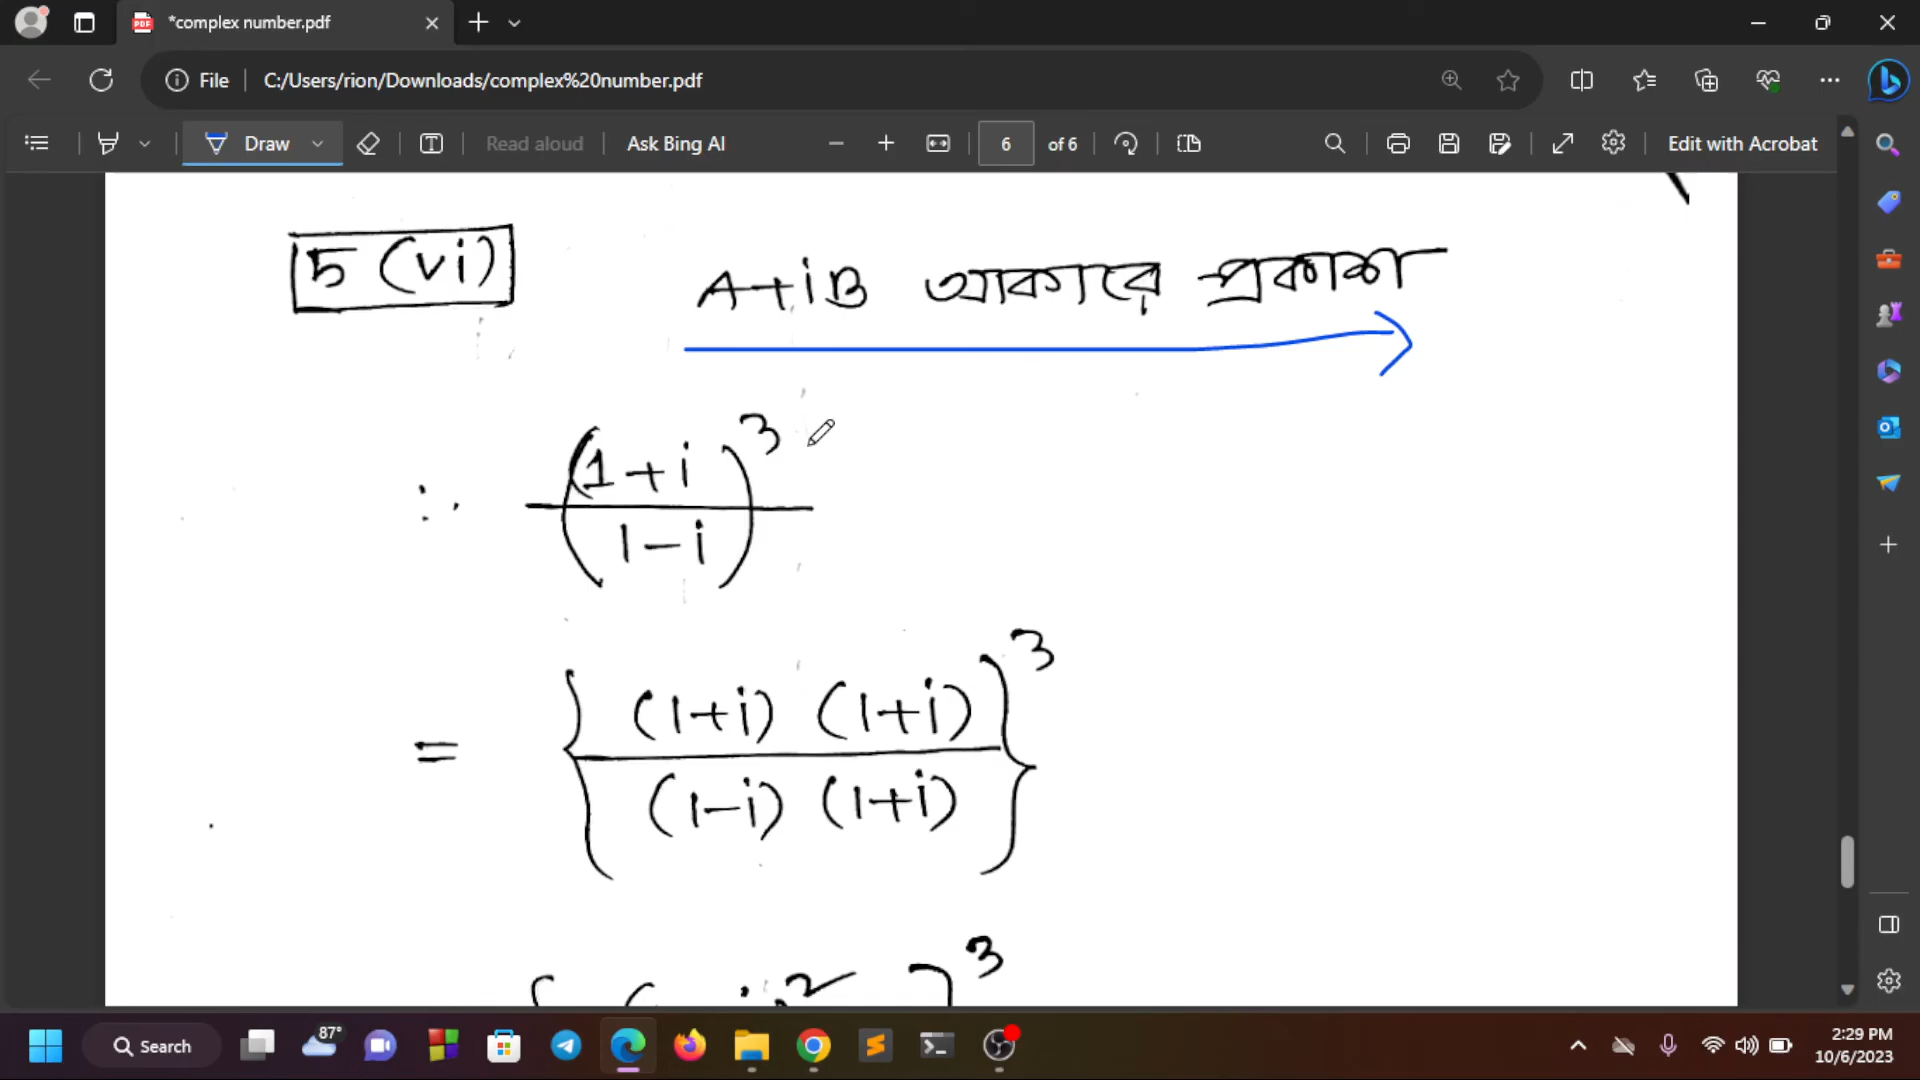 *complex number.pdf
File C:/Users/rion/Downloads/complex%20number.pdf
Draw Read aloud Ask Bing AI 6 of 6 Edit with Acrobat
5 (vi) A+iB আকারে প্রকাশ
∴ (1+i / 1-i)^3
= { (1+i) (1+i) / (1-i) (1+i) }^3
Search 87° 2:29 PM
10/6/2023